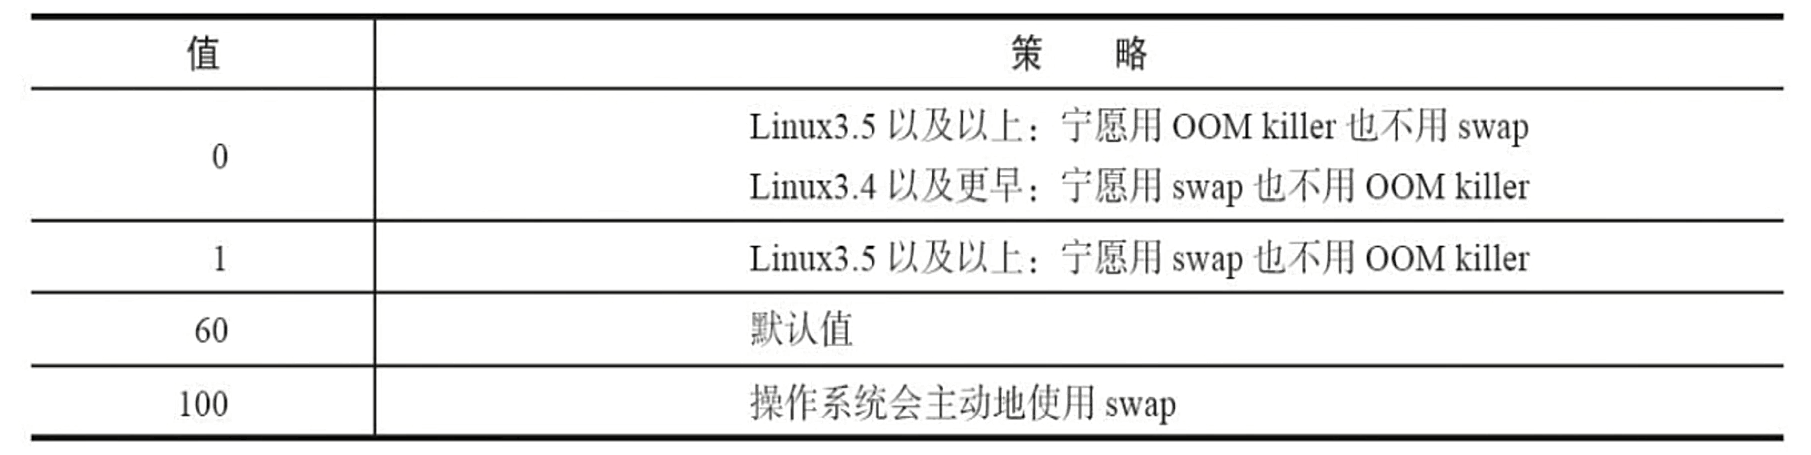 值 策 略
0 Linux3.5 以及以上：宁愿用 OOM killer 也不用 swap
Linux3.4 以及更早：宁愿用 swap 也不用 OOM killer
1 Linux3.5 以及以上：宁愿用 swap 也不用 OOM killer
60 默认值
100 操作系统会主动地使用 swap